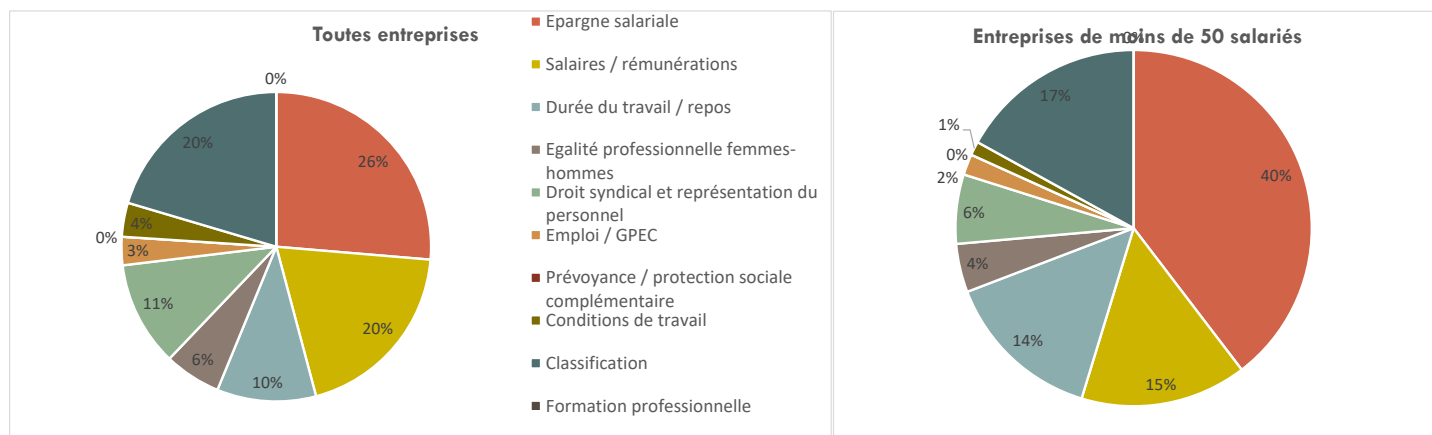 Toutes entreprises
0%
26%
20%
10%
6%
11%
3%
0%
4%
20%
Epargne salariale
Salaires / rémunérations
Durée du travail / repos
Egalité professionnelle femmes-
hommes
Droit syndical et représentation du
personnel
Emploi / GPEC
Prévoyance / protection sociale
complémentaire
Conditions de travail
Classification
Formation professionnelle
Entreprises de moins de 50 salariés
0%
40%
15%
14%
4%
6%
2%
0%
1%
17%